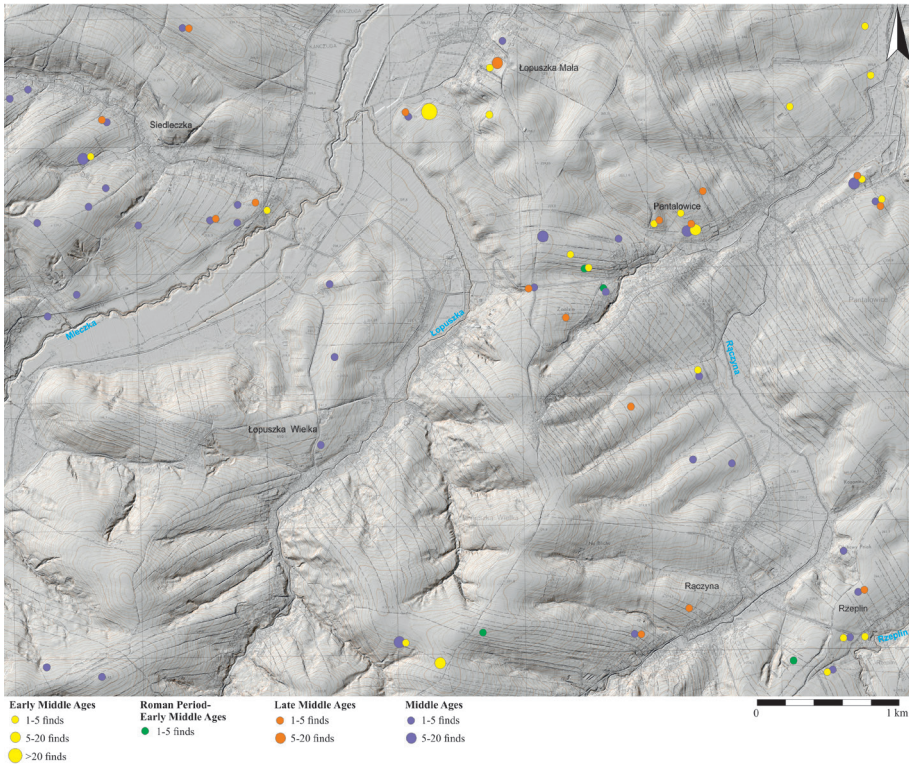 Łopuszka Mała
Siedleczka
Pantalowice
Pantalowice
Mleczka
Łopuszka
Rączyna
Łopuszka Wielka
Rączyna
Rzeplin
Rzeplin
Early Middle Ages
1-5 finds
5-20 finds
>20 finds
Roman Period-
Early Middle Ages
1-5 finds
Late Middle Ages
1-5 finds
5-20 finds
Middle Ages
1-5 finds
5-20 finds
0 1 km